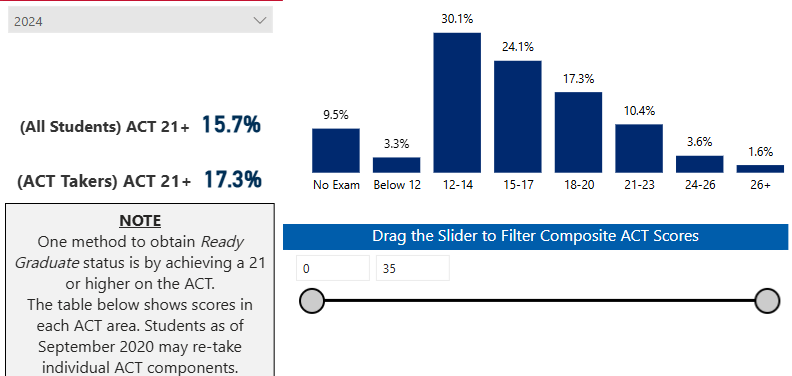 2024
(All Students) ACT 21+ 15.7%
(ACT Takers) ACT 21+ 17.3%
NOTE
One method to obtain Ready
Graduate status is by achieving a 21
or higher on the ACT.
The table below shows scores in
each ACT area. Students as of
September 2020 may re-take
individual ACT components.
9.5%
3.3%
30.1%
24.1%
17.3%
10.4%
3.6%
1.6%
No Exam
Below 12
12-14
15-17
18-20
21-23
24-26
26+
Drag the Slider to Filter Composite ACT Scores
0
35